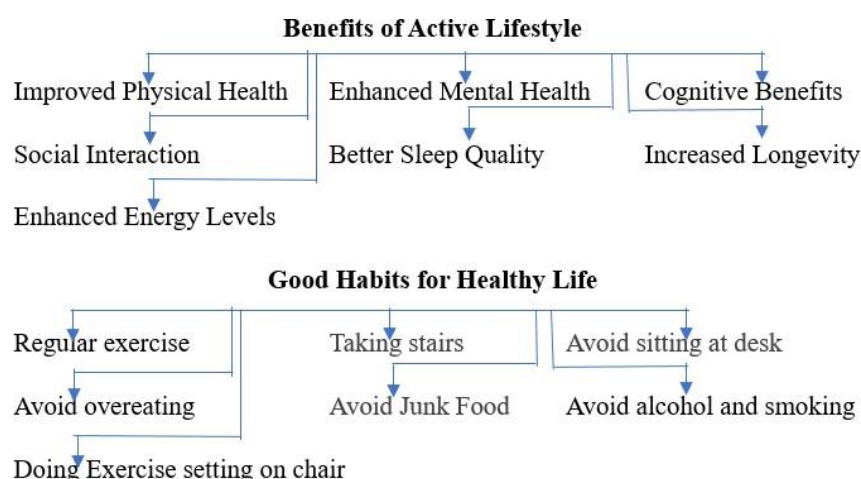 Benefits of Active Lifestyle
Improved Physical Health Enhanced Mental Health Cognitive Benefits
Social Interaction Better Sleep Quality Increased Longevity
Enhanced Energy Levels
Good Habits for Healthy Life
Regular exercise Taking stairs Avoid sitting at desk
Avoid overeating Avoid Junk Food Avoid alcohol and smoking
Doing Exercise setting on chair